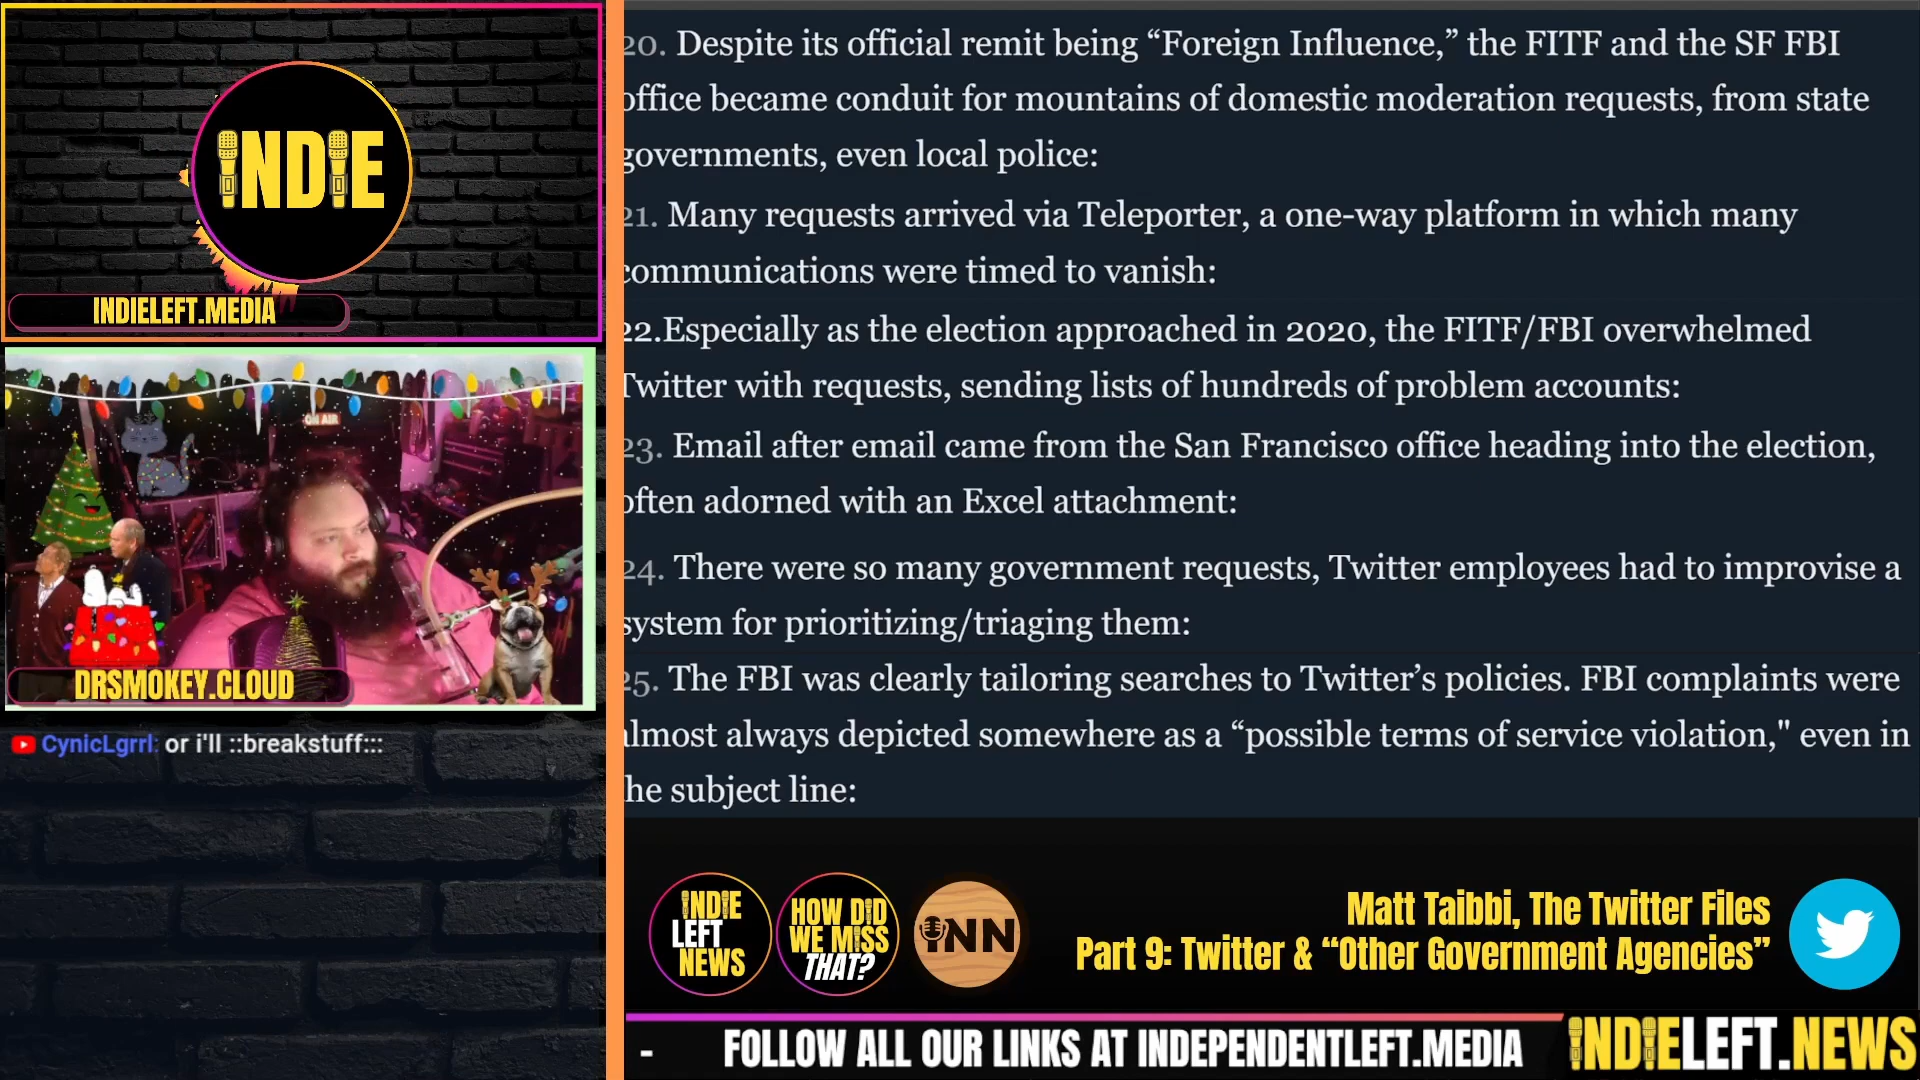 INDIE
INDIELEFT.MEDIA
ON AIR
DRSMOKEY.CLOUD
CynicLgrrl: or i'll ::breakstuff:::
20. Despite its official remit being “Foreign Influence,” the FITF and the SF FBI
office became conduit for mountains of domestic moderation requests, from state
governments, even local police:
21. Many requests arrived via Teleporter, a one-way platform in which many
communications were timed to vanish:
22.Especially as the election approached in 2020, the FITF/FBI overwhelmed
Twitter with requests, sending lists of hundreds of problem accounts:
23. Email after email came from the San Francisco office heading into the election,
often adorned with an Excel attachment:
24. There were so many government requests, Twitter employees had to improvise a
system for prioritizing/triaging them:
25. The FBI was clearly tailoring searches to Twitter’s policies. FBI complaints were
almost always depicted somewhere as a “possible terms of service violation," even in
the subject line:
INDIE
LEFT
NEWS
HOW DID
WE MISS
THAT?
INN
Matt Taibbi, The Twitter Files
Part 9: Twitter & “Other Government Agencies”
- FOLLOW ALL OUR LINKS AT INDEPENDENTLEFT.MEDIA
INDIELEFT.NEWS